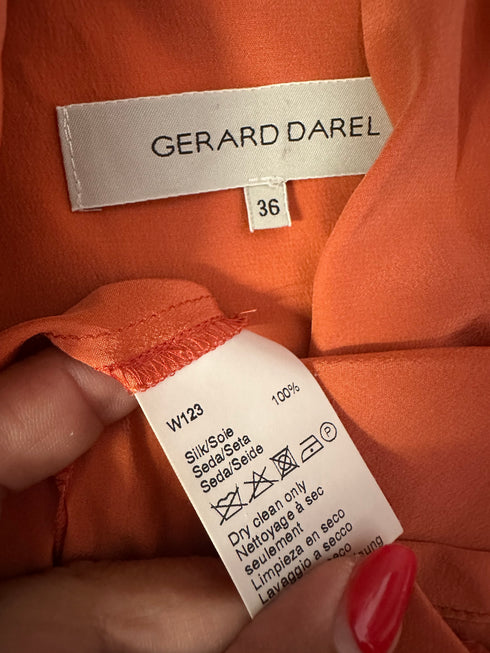 GERARD DAREL
36
W123
100%
Silk/Soie
Seda/Seta
Seda/Seide
P
Dry clean only
Nettoyage à sec
seulement
Limpieza en seco
Lavaggio a secco